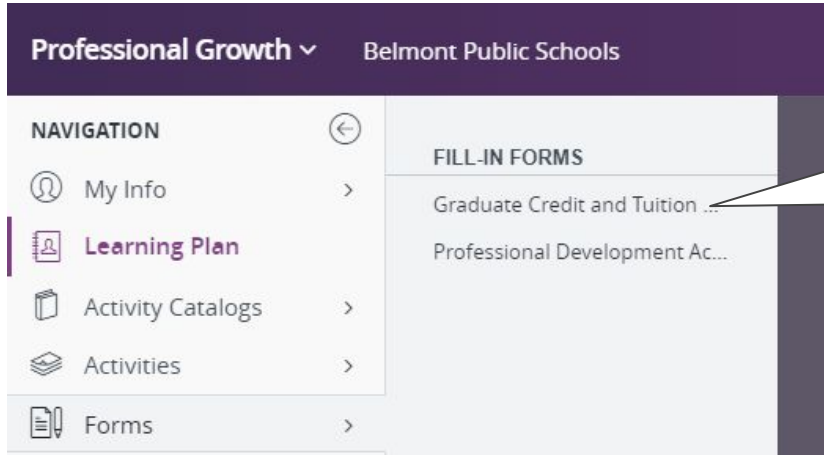 Professional Growth Belmont Public Schools
NAVIGATION
My Info
Learning Plan
Activity Catalogs
Activities
Forms
FILL-IN FORMS
Graduate Credit and Tuition ...
Professional Development Ac...